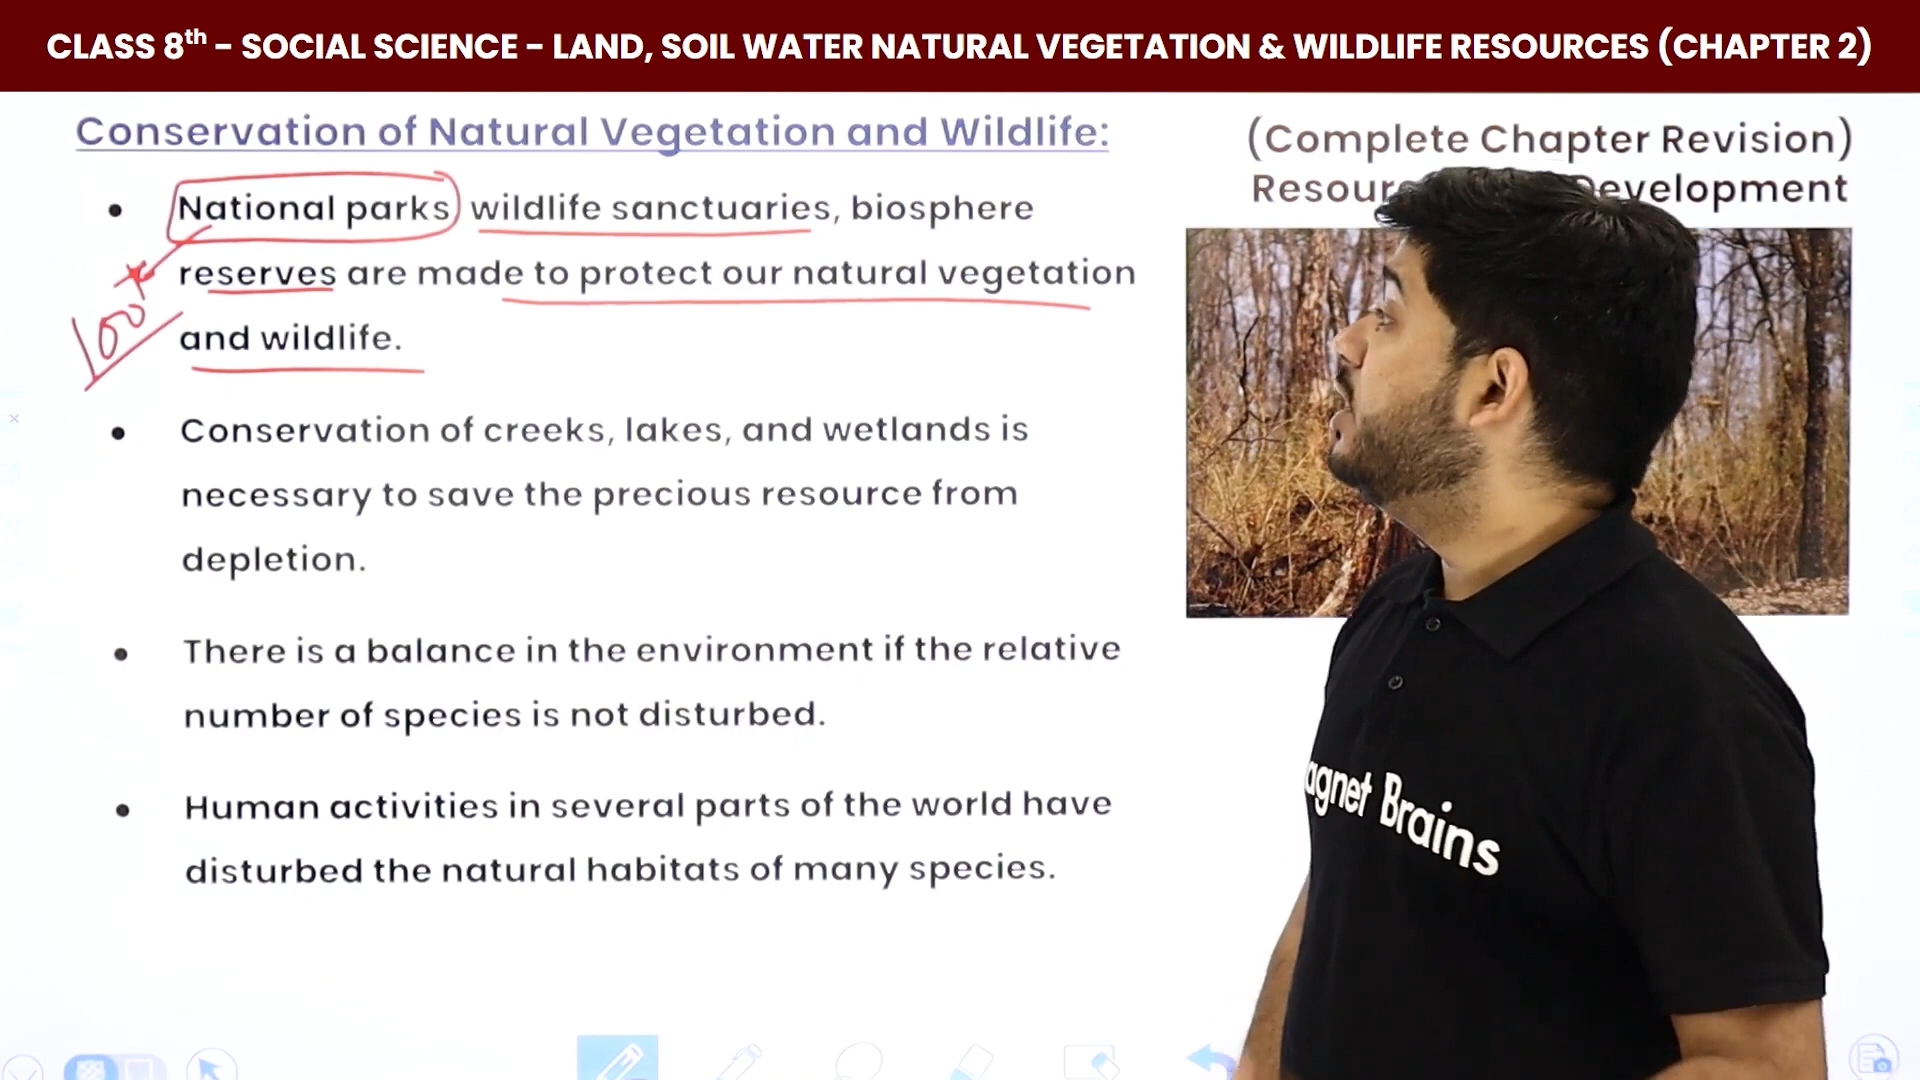 CLASS 8th - SOCIAL SCIENCE - LAND, SOIL WATER NATURAL VEGETATION & WILDLIFE RESOURCES (CHAPTER 2)
Conservation of Natural Vegetation and Wildlife:
(Complete Chapter Revision)
Development
• National parks wildlife sanctuaries, biosphere
reserves are made to protect our natural vegetation
and wildlife.
100
• Conservation of creeks, lakes, and wetlands is
necessary to save the precious resource from
depletion.
• There is a balance in the environment if the relative
number of species is not disturbed.
• Human activities in several parts of the world have
disturbed the natural habitats of many species.
agnet Brains